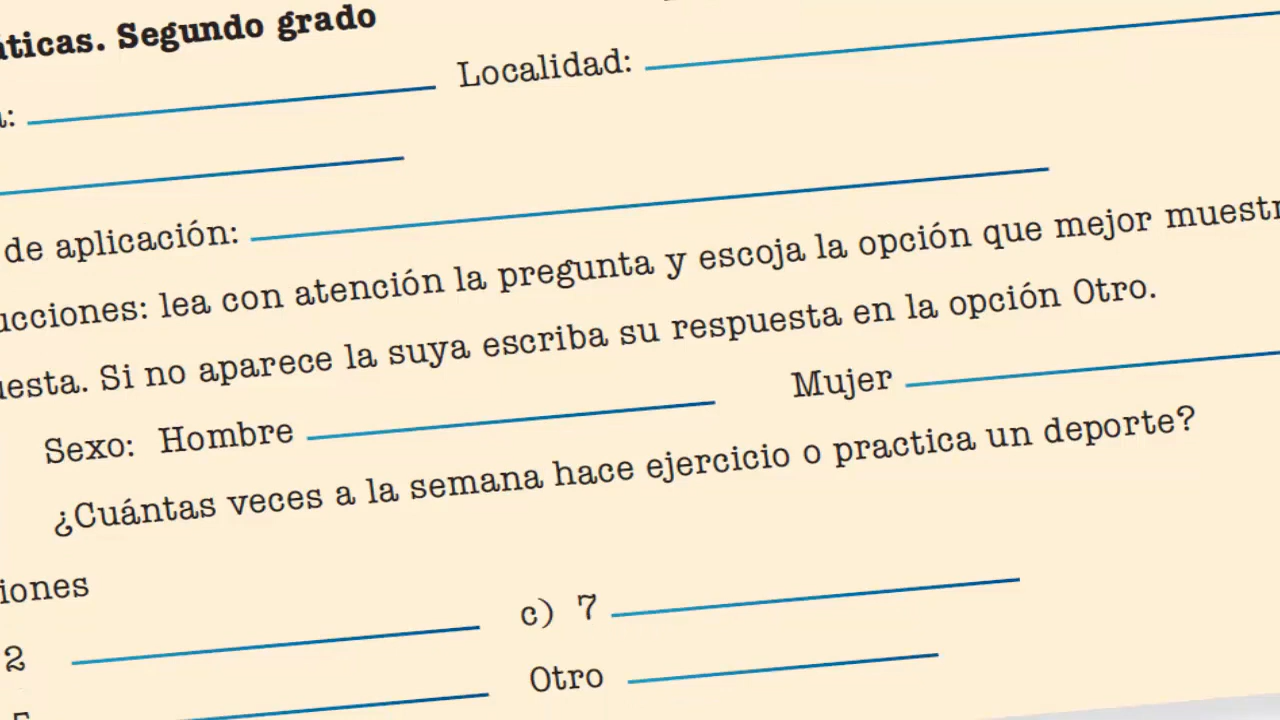 áticas. Segundo grado
Localidad:
de aplicación:
ucciones: lea con atención la pregunta y escoja la opción que mejor muestr
uesta. Si no aparece la suya escriba su respuesta en la opción Otro.
Sexo: Hombre Mujer
¿Cuántas veces a la semana hace ejercicio o practica un deporte?
iones
2 c) 7
Otro